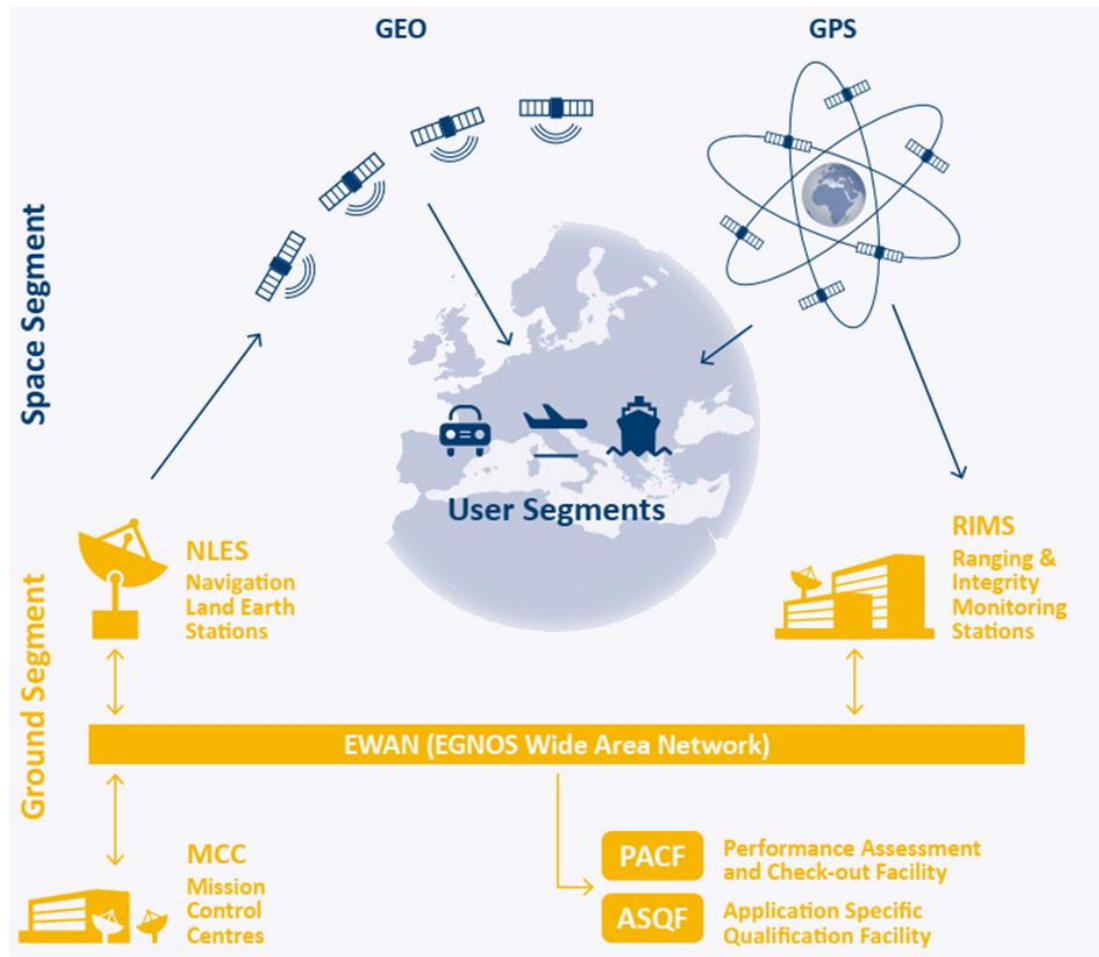 GEO
GPS
Space Segment
User Segments
NLES
Navigation
Land Earth
Stations
RIMS
Ranging &
Integrity
Monitoring
Stations
Ground Segment
EWAN (EGNOS Wide Area Network)
MCC
Mission
Control
Centres
PACF
Performance Assessment
and Check-out Facility
ASQF
Application Specific
Qualification Facility